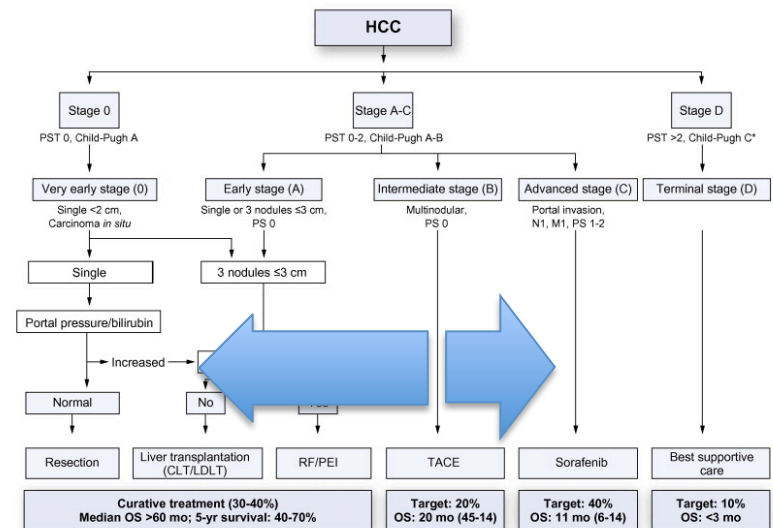 HCC
Stage 0
PST 0, Child-Pugh A
Stage A-C
PST 0-2, Child-Pugh A-B
Stage D
PST >2, Child-Pugh C*
Very early stage (0)
Single <2 cm,
Carcinoma in situ
Early stage (A)
Single or 3 nodules ≤3 cm,
PS 0
Intermediate stage (B)
Multinodular,
PS 0
Advanced stage (C)
Portal invasion,
N1, M1, PS 1-2
Terminal stage (D)
Single
3 nodules ≤3 cm
Portal pressure/bilirubin
Increased
Normal
No
Resection
Liver transplantation
(CLT/LDLT)
RF/PEI
TACE
Sorafenib
Best supportive
care
Curative treatment (30-40%)
Median OS >60 mo; 5-yr survival: 40-70%
Target: 20%
OS: 20 mo (45-14)
Target: 40%
OS: 11 mo (6-14)
Target: 10%
OS: <3 mo